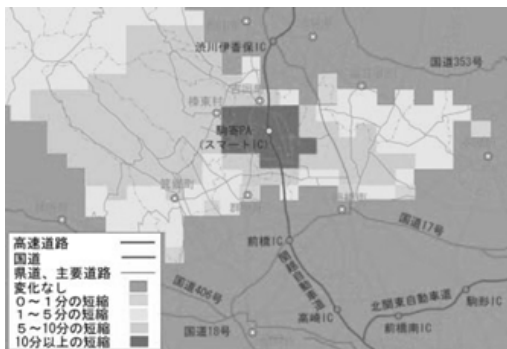 渋川伊香保IC
国道353号
吉岡町
榛東村
駒寄PA
(スマートIC)
箕郷町
群馬町
前橋IC
国道17号
関越自動車道
国道406号
高崎IC
北関東自動車道
駒形IC
前橋南IC
国道18号
高速道路
国道
県道、主要道路
変化なし
0～1分の短縮
1～5分の短縮
5～10分の短縮
10分以上の短縮